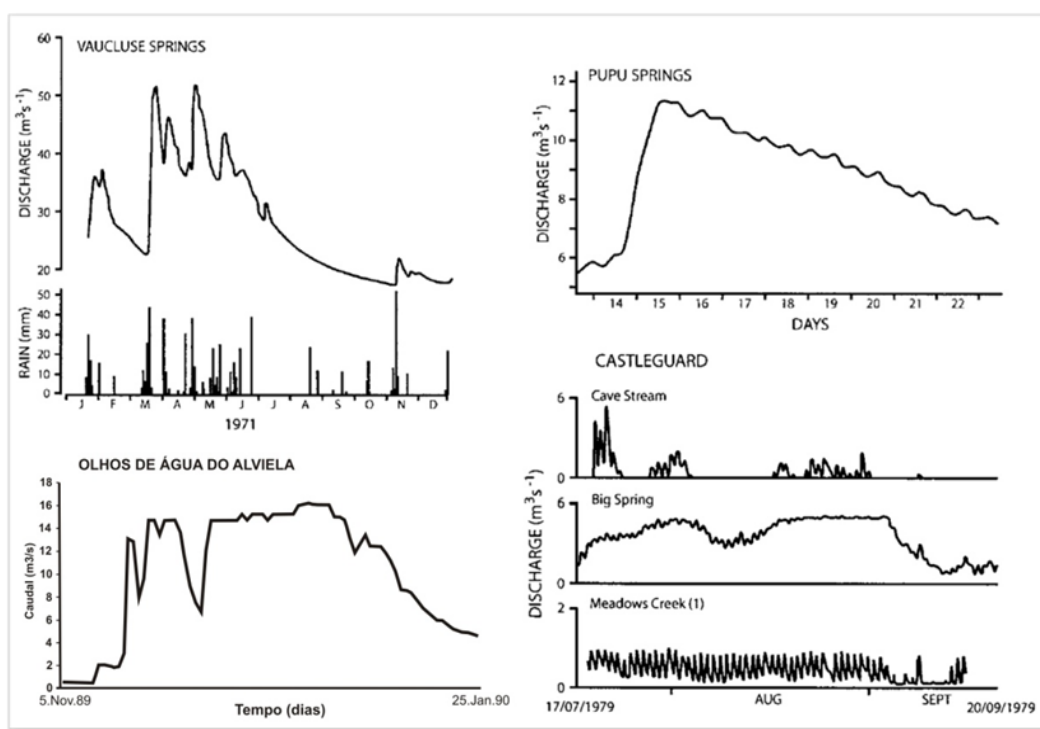 VAUCLUSE SPRINGS
DISCHARGE (m³s⁻¹)
60
50
40
30
20
RAIN (mm)
50
40
30
20
10
0
J F M A M J J A S O N D
1971
PUPU SPRINGS
DISCHARGE (m³s⁻¹)
12
10
8
6
14 15 16 17 18 19 20 21 22
DAYS
OLHOS DE ÁGUA DO ALVIELA
Caudal (m3/s)
18
16
14
12
10
8
6
4
2
0
5.Nov.89 25.Jan.90
Tempo (dias)
CASTLEGUARD
DISCHARGE (m³s⁻¹)
Cave Stream
6
0
Big Spring
6
0
Meadows Creek (1)
2
0
AUG SEPT
17/07/1979 20/09/1979